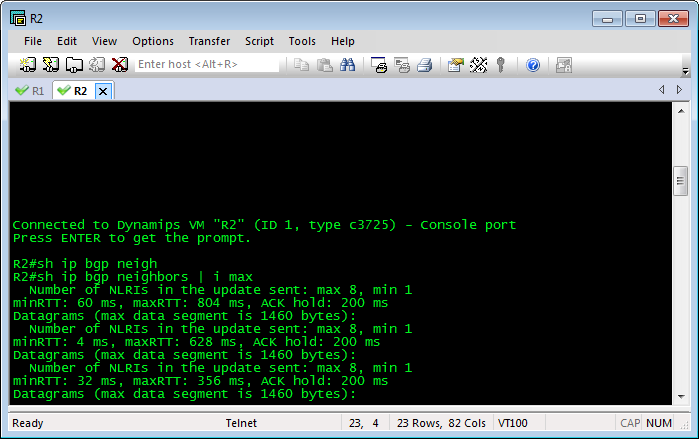 R2
File Edit View Options Transfer Script Tools Help
Enter host <Alt+R>
R1 R2
Connected to Dynamips VM "R2" (ID 1, type c3725) - Console port
Press ENTER to get the prompt.
R2#sh ip bgp neigh
R2#sh ip bgp neighbors | i max
  Number of NLRIs in the update sent: max 8, min 1
minRTT: 60 ms, maxRTT: 804 ms, ACK hold: 200 ms
Datagrams (max data segment is 1460 bytes):
  Number of NLRIs in the update sent: max 8, min 1
minRTT: 4 ms, maxRTT: 628 ms, ACK hold: 200 ms
Datagrams (max data segment is 1460 bytes):
  Number of NLRIs in the update sent: max 8, min 1
minRTT: 32 ms, maxRTT: 356 ms, ACK hold: 200 ms
Datagrams (max data segment is 1460 bytes):
Ready Telnet 23, 4 23 Rows, 82 Cols VT100 CAP NUM